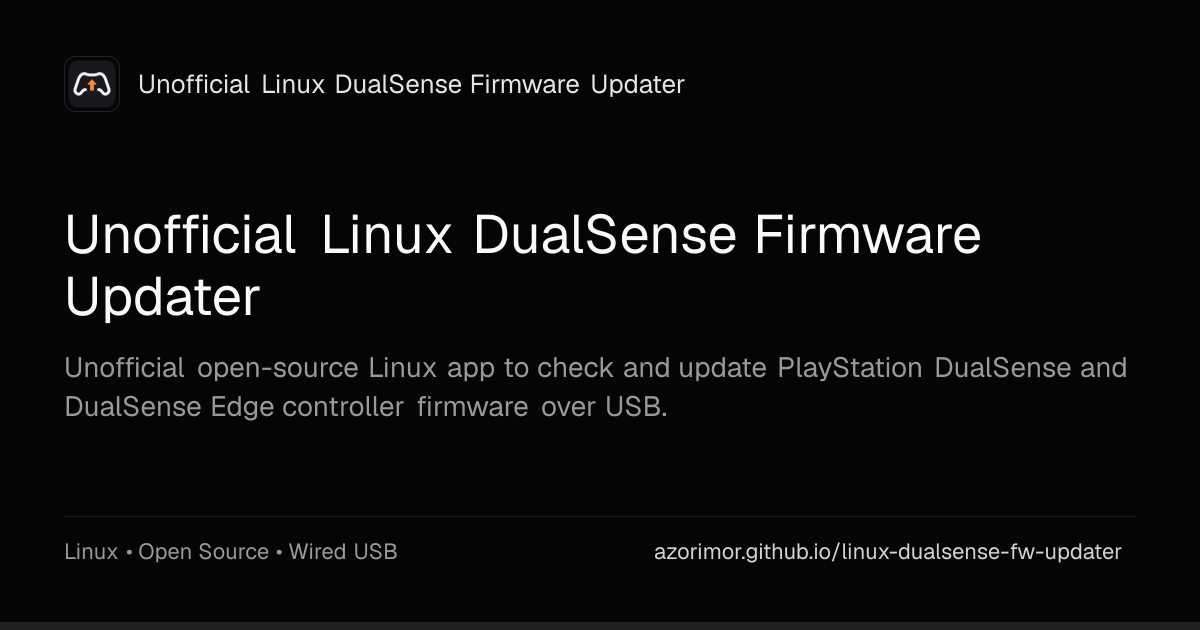 Unofficial Linux DualSense Firmware Updater
Unofficial Linux DualSense Firmware
Updater
Unofficial open-source Linux app to check and update PlayStation DualSense and
DualSense Edge controller firmware over USB.
Linux • Open Source • Wired USB
azorimor.github.io/linux-dualsense-fw-updater